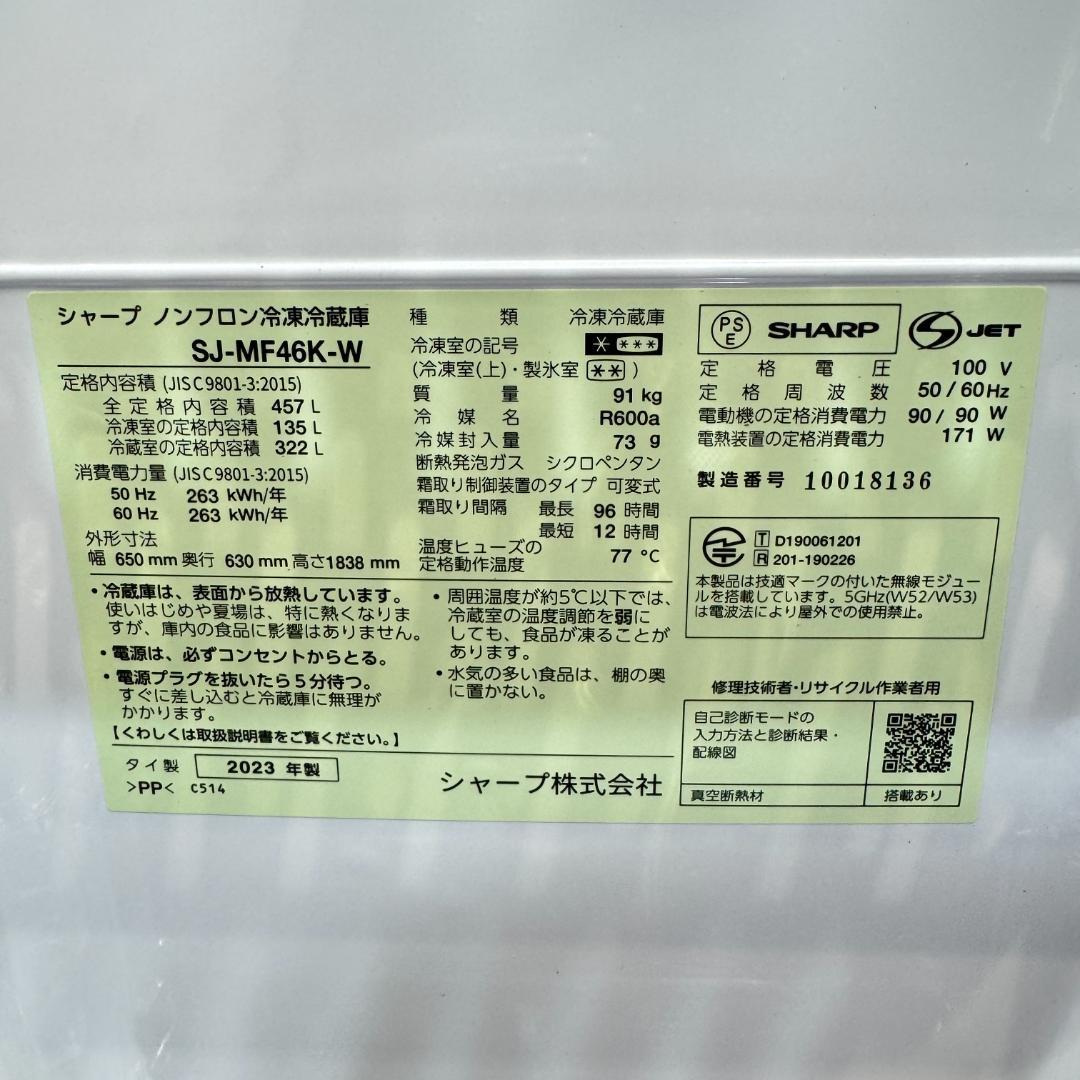 シャープ ノンフロン冷凍冷蔵庫
SJ-MF46K-W
定格内容積 (JIS C 9801-3:2015)
全定格内容積 457 L
冷凍室の定格内容積 135 L
冷蔵室の定格内容積 322 L
消費電力量 (JIS C 9801-3:2015)
50 Hz 263 kWh/年
60 Hz 263 kWh/年
外形寸法
幅 650 mm 奥行 630 mm 高さ 1838 mm
種類 冷凍冷蔵庫
冷凍室の記号 * ***
(冷凍室(上)・製氷室 ** )
質量 91 kg
冷媒名 R600a
冷媒封入量 73 g
断熱発泡ガス シクロペンタン
霜取り制御装置のタイプ 可変式
霜取り間隔 最長 96 時間
最短 12 時間
温度ヒューズの
定格動作温度 77 ℃
PSE SHARP JET
定格電圧 100 V
定格周波数 50/60 Hz
電動機の定格消費電力 90/90 W
電熱装置の定格消費電力 171 W
製造番号 10018136
T D190061201
R 201-190226
本製品は技適マークの付いた無線モジュー
ルを搭載しています。5GHz(W52/W53)
は電波法により屋外での使用禁止。
・冷蔵庫は、表面から放熱しています。
使いはじめや夏場は、特に熱くなりま
すが、庫内の食品に影響はありません。
・電源は、必ずコンセントからとる。
・電源プラグを抜いたら5分待つ。
すぐに差し込むと冷蔵庫に無理が
かかります。
【くわしくは取扱説明書をご覧ください。】
・周囲温度が約5℃以下では、
冷蔵室の温度調節を弱に
しても、食品が凍ることが
あります。
・水気の多い食品は、棚の奥
に置かない。
修理技術者・リサイクル作業者用
自己診断モードの
入力方法と診断結果・
配線図
真空断熱材 搭載あり
タイ製 2023 年製
>PP< C514
シャープ株式会社